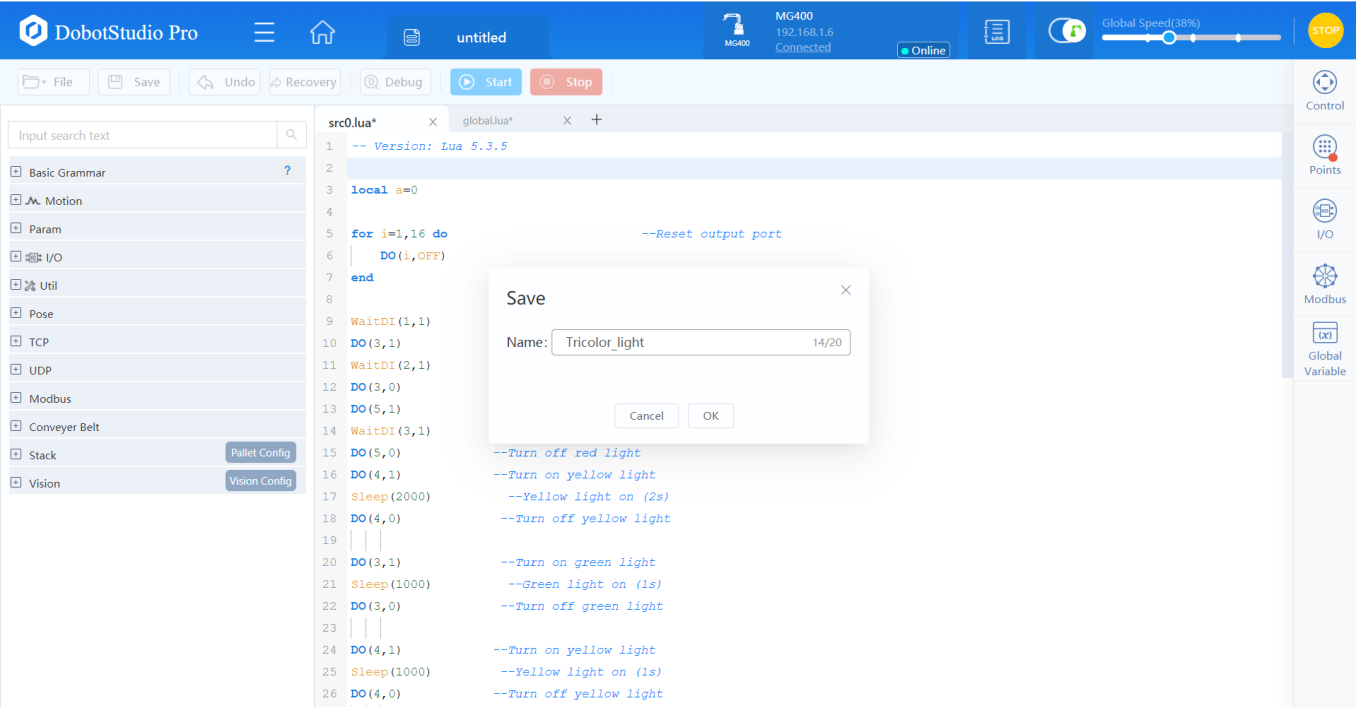 DobotStudio Pro
untitled
MG400
MG400
192.168.1.6
Connected
Online
LOG
Global Speed(38%)
STOP
File
Save
Undo
Recovery
Debug
Start
Stop
Control
Points
I/O
Modbus
Global
Variable
Input search text
Basic Grammar ?
Motion
Param
I/O
Util
Pose
TCP
UDP
Modbus
Conveyer Belt
Stack Pallet Config
Vision Vision Config
src0.lua*
global.lua*
1 -- Version: Lua 5.3.5
2
3 local a=0
4
5 for i=1,16 do --Reset output port
6 DO(i,OFF)
7 end
8
9 WaitDI(1,1)
10 DO(3,1)
11 WaitDI(2,1)
12 DO(3,0)
13 DO(5,1)
14 WaitDI(3,1)
15 DO(5,0) --Turn off red light
16 DO(4,1) --Turn on yellow light
17 Sleep(2000) --Yellow light on (2s)
18 DO(4,0) --Turn off yellow light
19
20 DO(3,1) --Turn on green light
21 Sleep(1000) --Green light on (1s)
22 DO(3,0) --Turn off green light
23
24 DO(4,1) --Turn on yellow light
25 Sleep(1000) --Yellow light on (1s)
26 DO(4,0) --Turn off yellow light
Save
Name: Tricolor_light 14/20
Cancel
OK